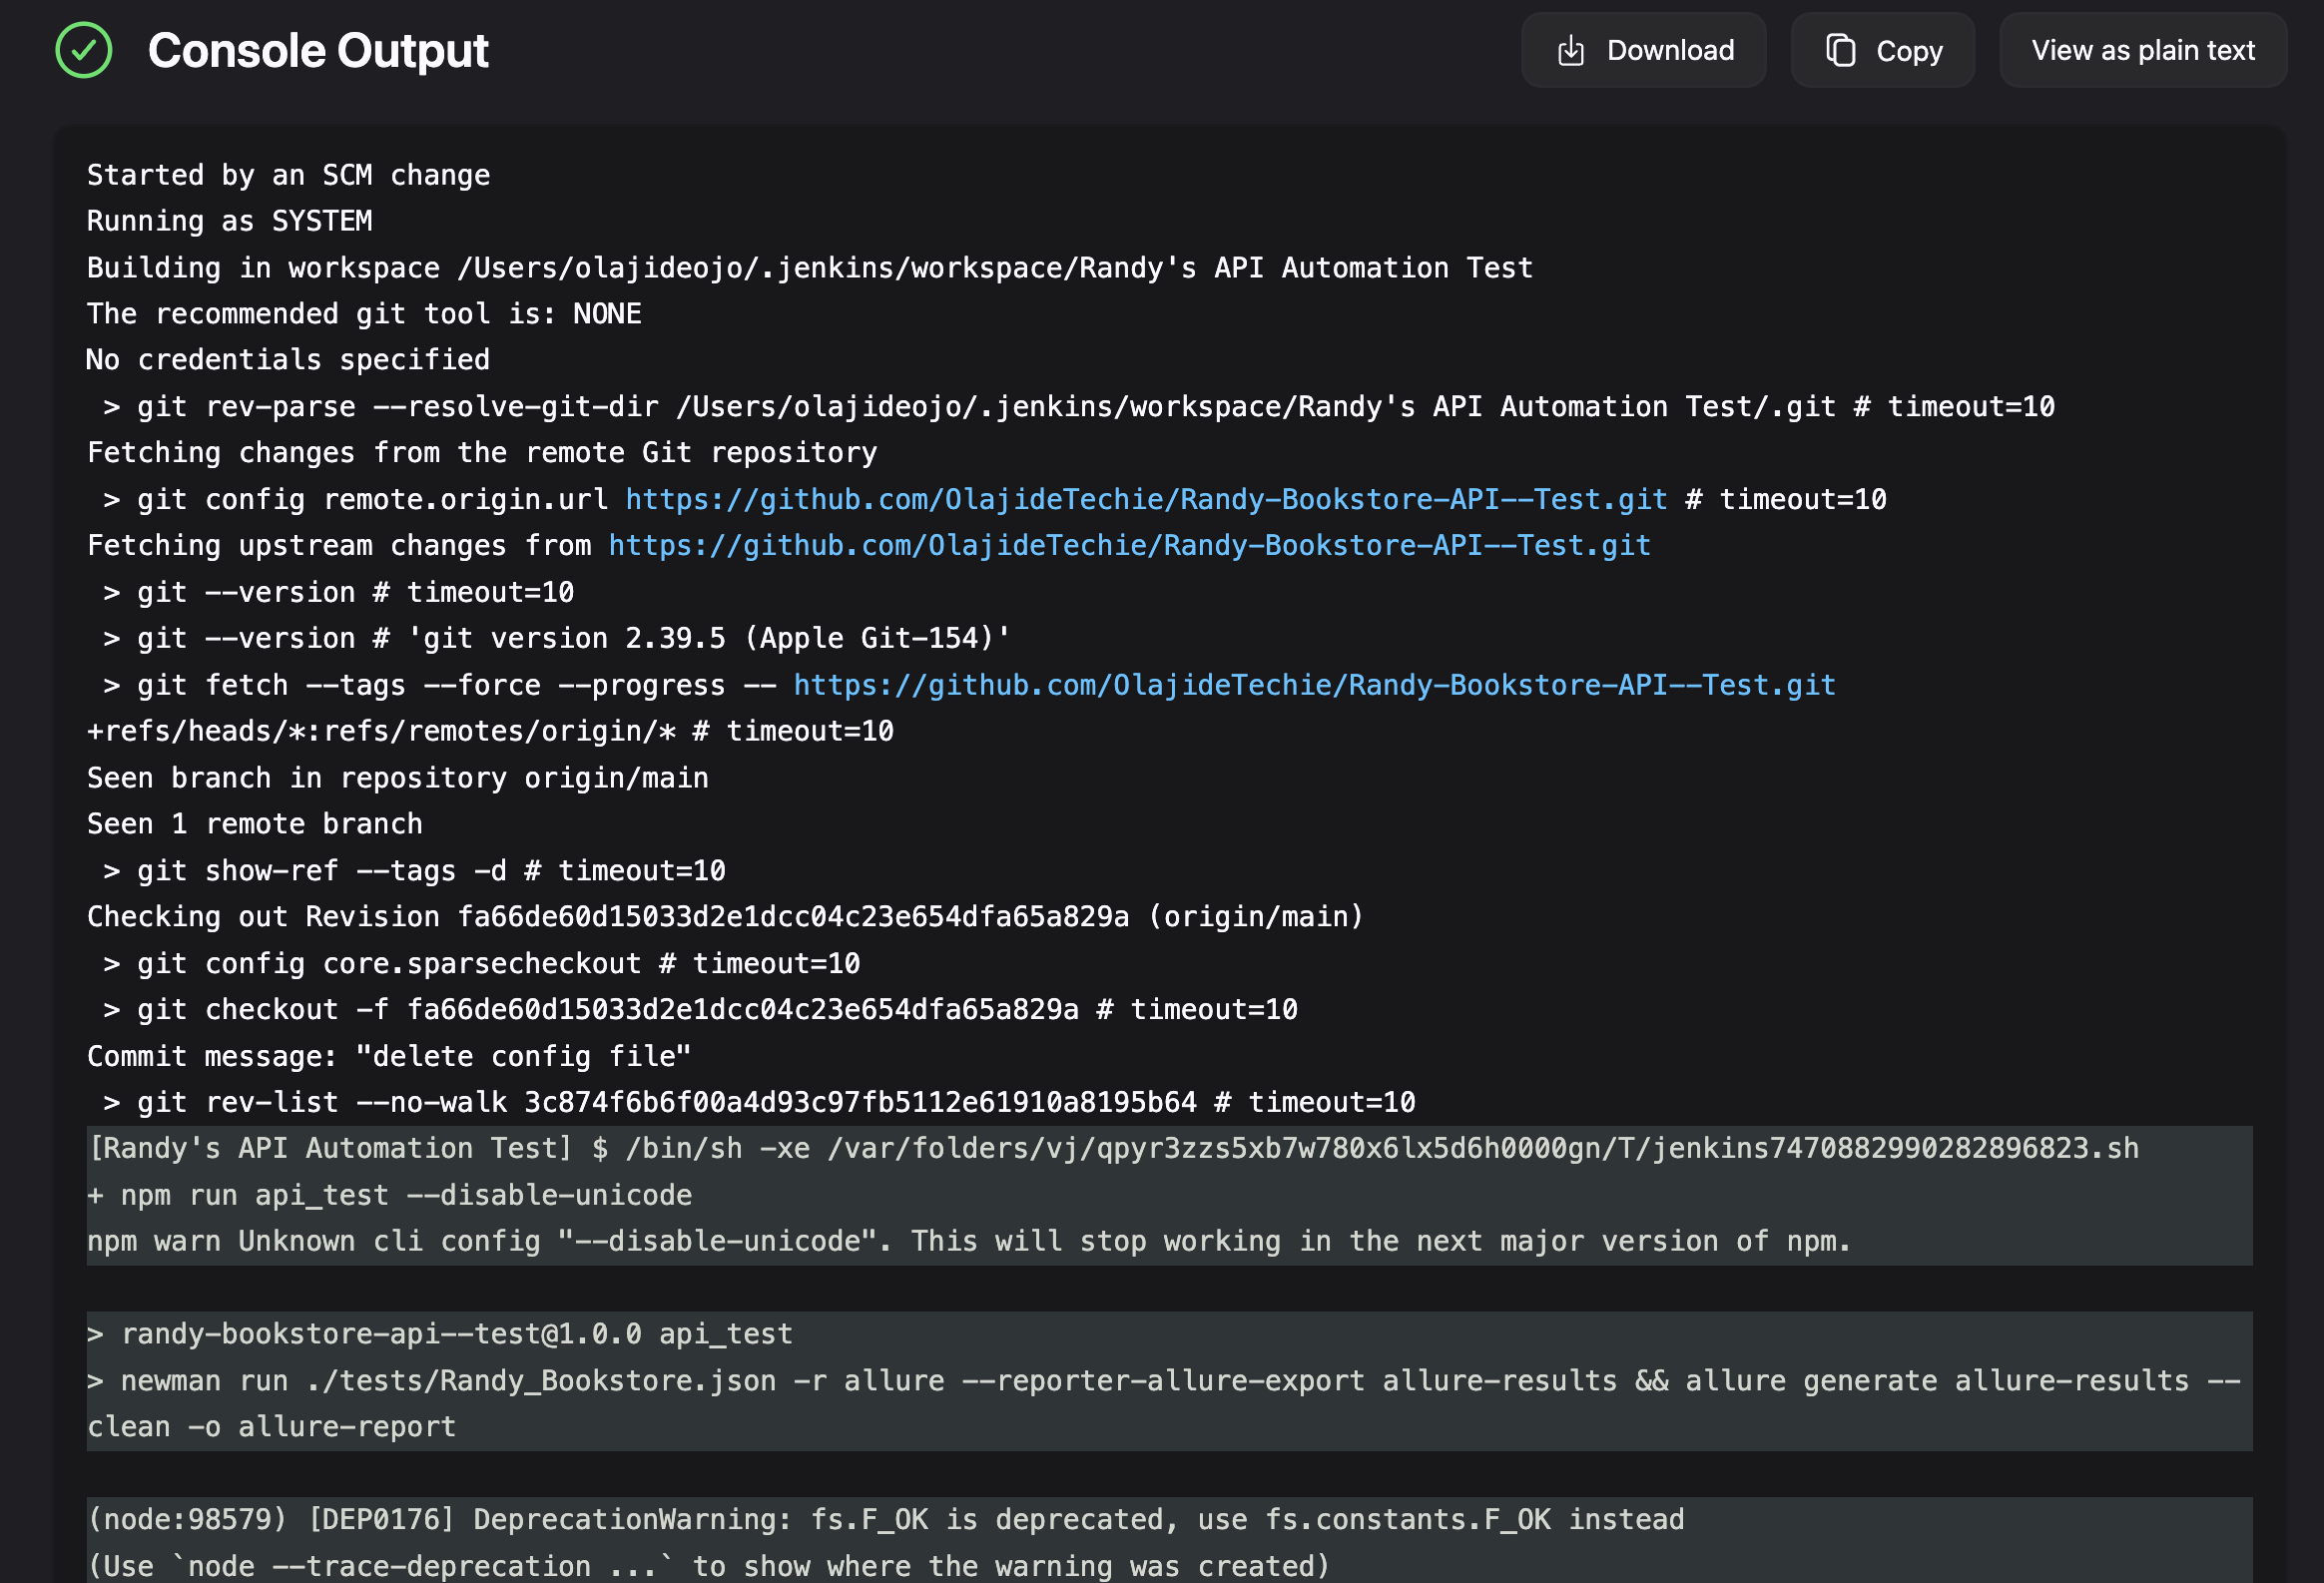 Console Output
Download
Copy
View as plain text
Started by an SCM change
Running as SYSTEM
Building in workspace /Users/olajideojo/.jenkins/workspace/Randy's API Automation Test
The recommended git tool is: NONE
No credentials specified
 > git rev-parse --resolve-git-dir /Users/olajideojo/.jenkins/workspace/Randy's API Automation Test/.git # timeout=10
Fetching changes from the remote Git repository
 > git config remote.origin.url https://github.com/OlajideTechie/Randy-Bookstore-API--Test.git # timeout=10
Fetching upstream changes from https://github.com/OlajideTechie/Randy-Bookstore-API--Test.git
 > git --version # timeout=10
 > git --version # 'git version 2.39.5 (Apple Git-154)'
 > git fetch --tags --force --progress -- https://github.com/OlajideTechie/Randy-Bookstore-API--Test.git
+refs/heads/*:refs/remotes/origin/* # timeout=10
Seen branch in repository origin/main
Seen 1 remote branch
 > git show-ref --tags -d # timeout=10
Checking out Revision fa66de60d15033d2e1dcc04c23e654dfa65a829a (origin/main)
 > git config core.sparsecheckout # timeout=10
 > git checkout -f fa66de60d15033d2e1dcc04c23e654dfa65a829a # timeout=10
Commit message: "delete config file"
 > git rev-list --no-walk 3c874f6b6f00a4d93c97fb5112e61910a8195b64 # timeout=10
[Randy's API Automation Test] $ /bin/sh -xe /var/folders/vj/qpyr3zzs5xb7w780x6lx5d6h0000gn/T/jenkins7470882990282896823.sh
+ npm run api_test --disable-unicode
npm warn Unknown cli config "--disable-unicode". This will stop working in the next major version of npm.
> randy-bookstore-api--test@1.0.0 api_test
> newman run ./tests/Randy_Bookstore.json -r allure --reporter-allure-export allure-results && allure generate allure-results --
clean -o allure-report
(node:98579) [DEP0176] DeprecationWarning: fs.F_OK is deprecated, use fs.constants.F_OK instead
(Use `node --trace-deprecation ...` to show where the warning was created)